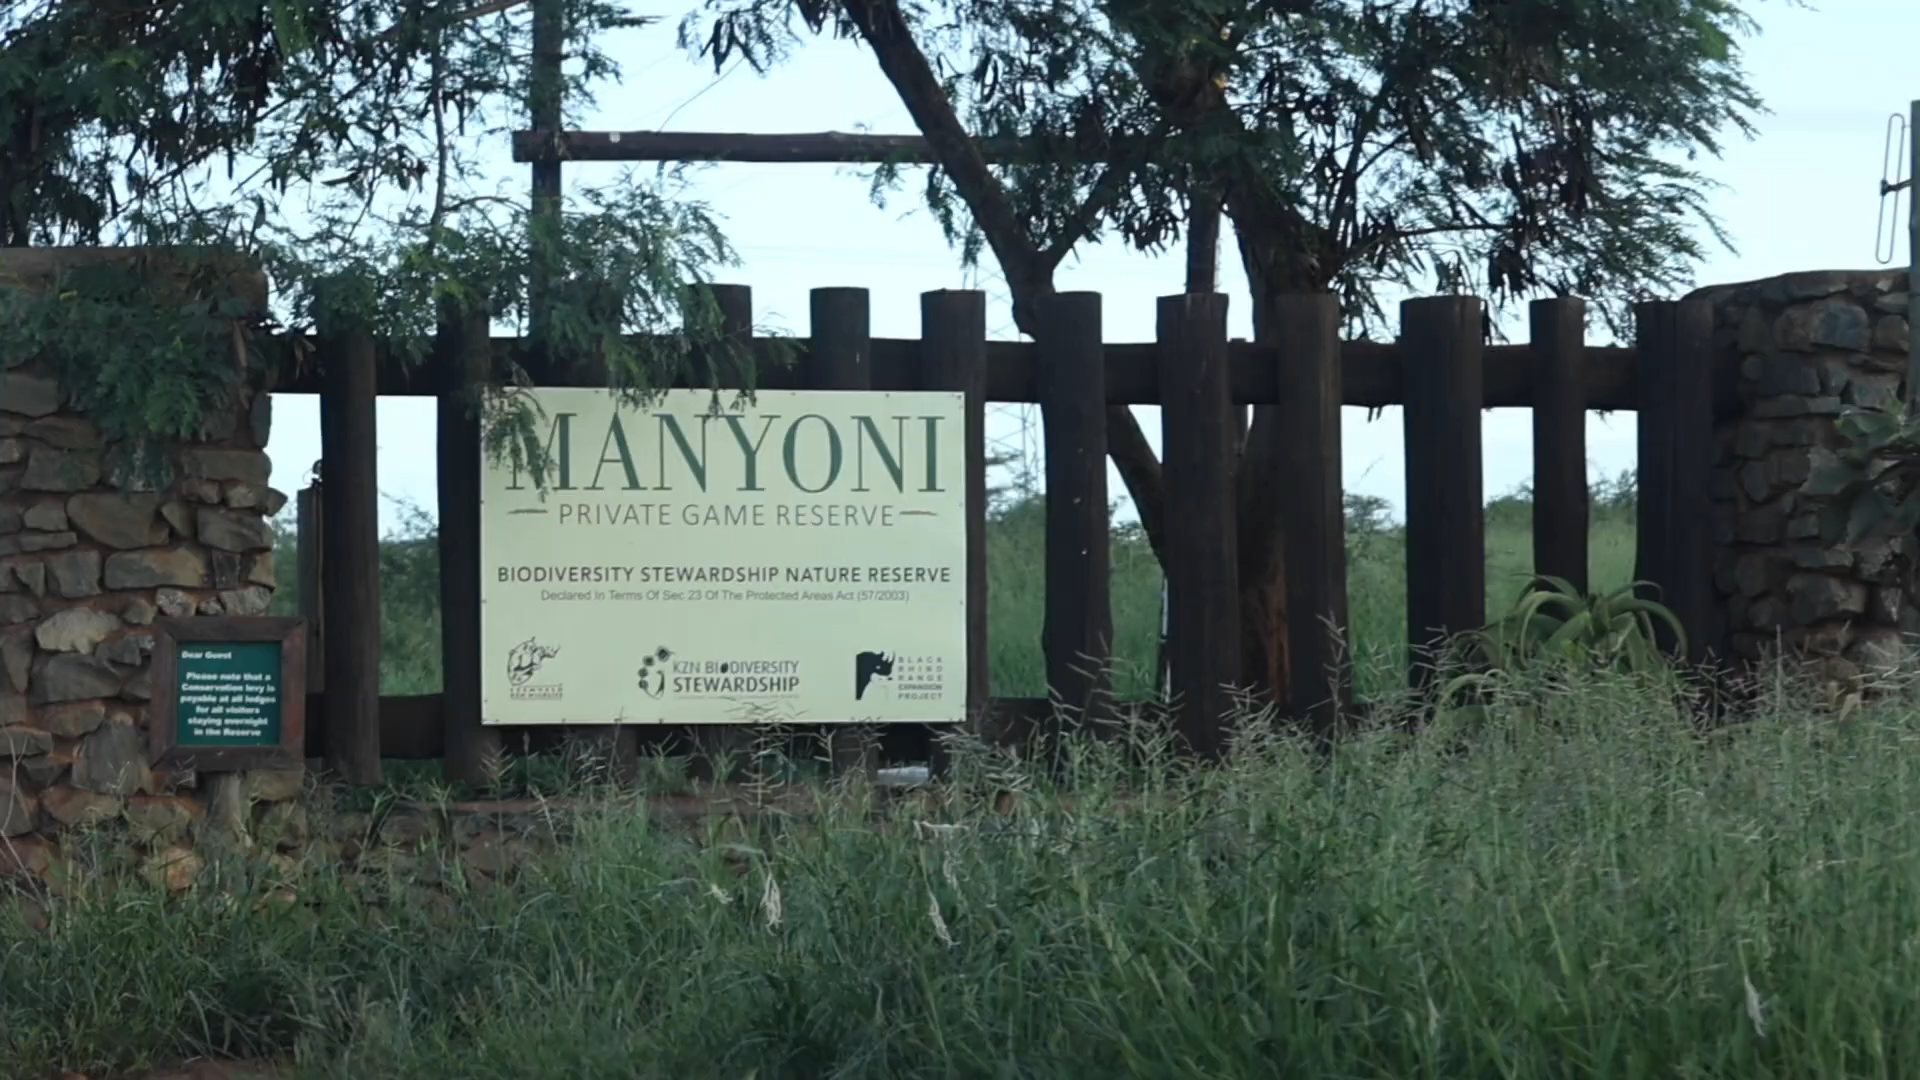 MANYONI
PRIVATE GAME RESERVE
BIODIVERSITY STEWARDSHIP NATURE RESERVE
Declared In Terms Of Sec 23 Of The Protected Areas Act (57/2003)
KZN BIODIVERSITY
STEWARDSHIP
BLACK
RHINO
RANGE
EXPANSION
PROJECT
Dear Guest
Please note that a
Conservation levy is
payable at all lodges
for all visitors
staying overnight
in the Reserve